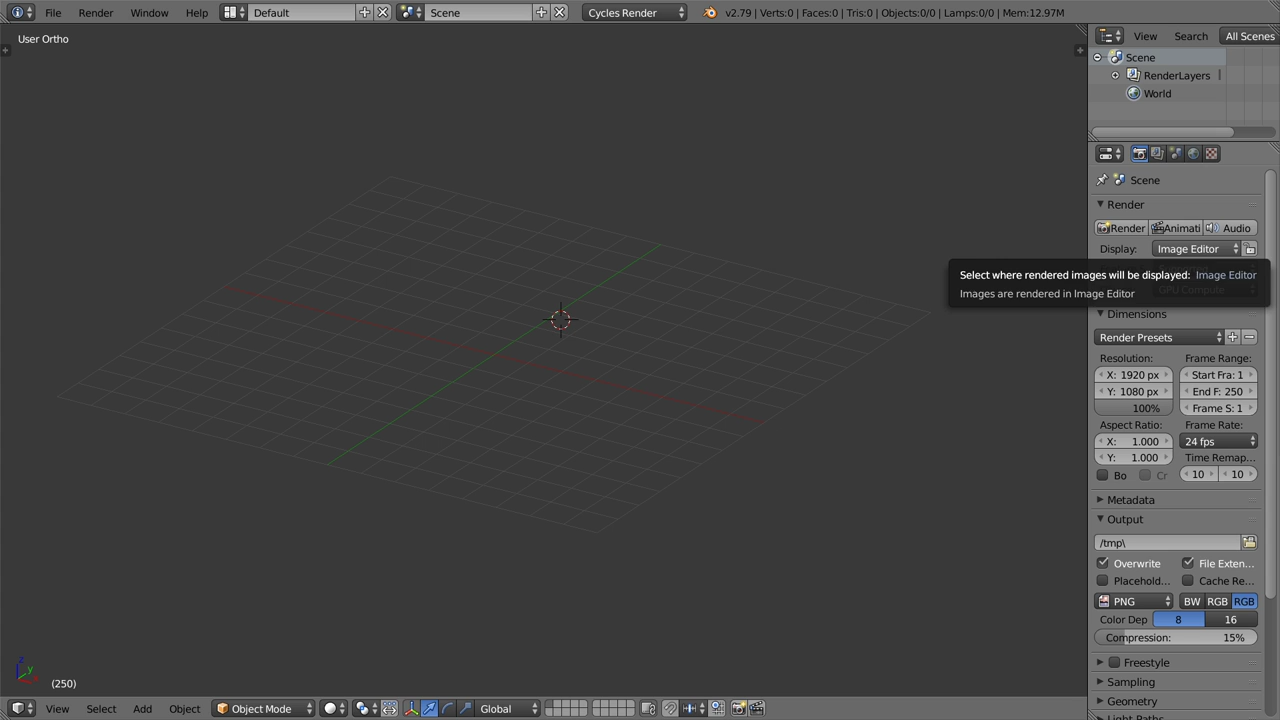 File Render Window Help Default Scene Cycles Render v2.79 | Verts:0 | Faces:0 | Tris:0 | Objects:0/0 | Lamps:0/0 | Mem:12.97M
User Ortho
View Search All Scenes
Scene
RenderLayers
World
Scene
Render
Render Animati Audio
Display: Image Editor
Select where rendered images will be displayed: Image Editor
GPU Compute
Images are rendered in Image Editor
Dimensions
Render Presets
Resolution: Frame Range:
X: 1920 px Start Fra: 1
Y: 1080 px End F: 250
100% Frame S: 1
Aspect Ratio: Frame Rate:
X: 1.000 24 fps
Y: 1.000 Time Remap...
Bo Cr 10 10
Metadata
Output
/tmp\
Overwrite File Exten...
Placehold... Cache Re...
PNG BW RGB RGB
Color Dep 8 16
Compression: 15%
Freestyle
Sampling
Geometry
Light Paths
z
y
x
(250)
View Select Add Object Object Mode Global